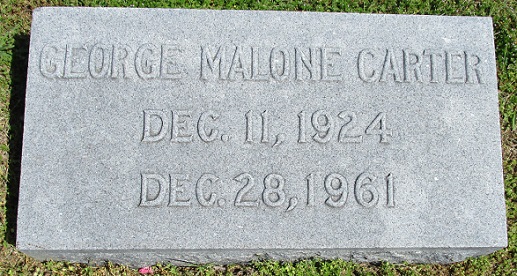 GEORGE MALONE CARTER
DEC. 11, 1924
DEC. 28, 1961